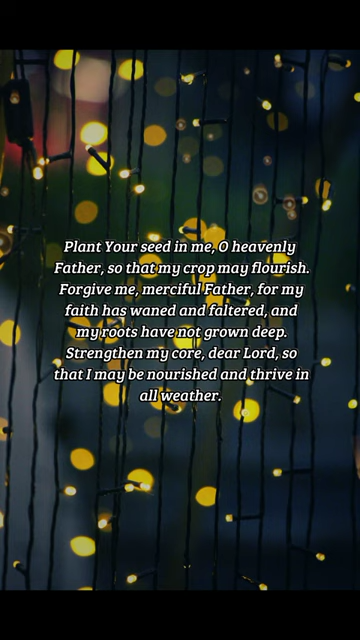 Plant Your seed in me, O heavenly
Father, so that my crop may flourish.
Forgive me, merciful Father, for my
faith has waned and faltered, and
my roots have not grown deep.
Strengthen my core, dear Lord, so
that I may be nourished and thrive in
all weather.